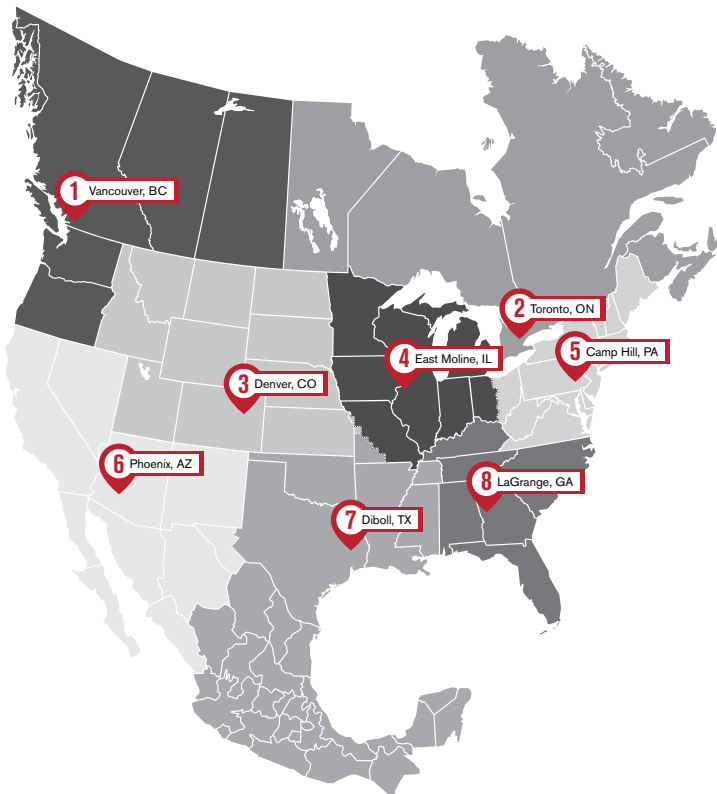 1 Vancouver, BC
2 Toronto, ON
5 Camp Hill, PA
4 East Moline, IL
3 Denver, CO
6 Phoenix, AZ
8 LaGrange, GA
7 Diboll, TX